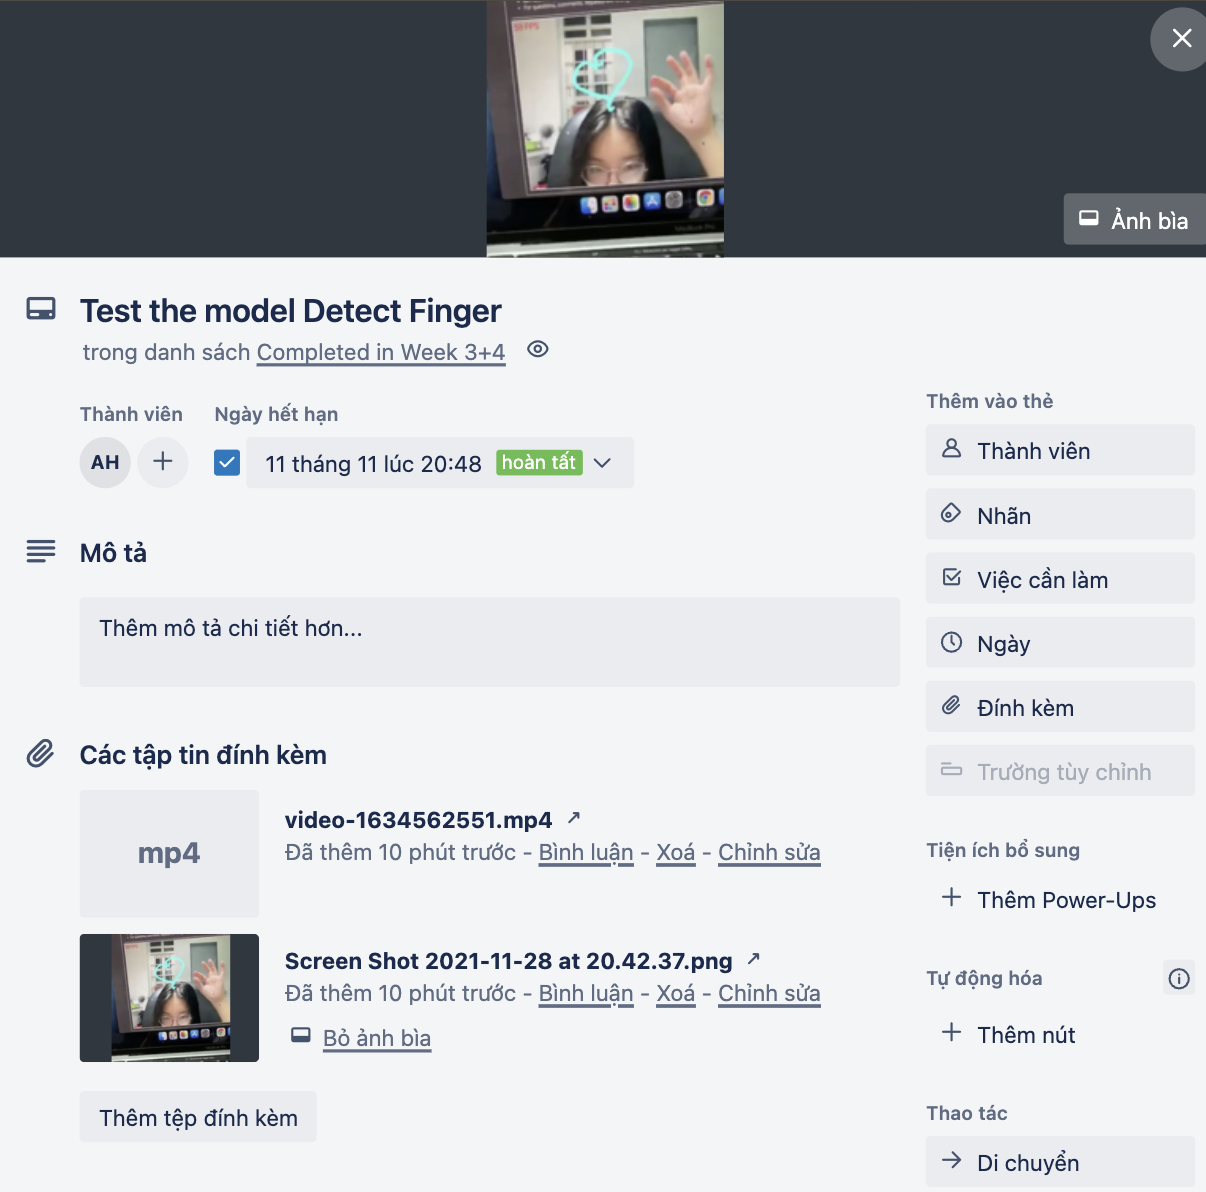 Ảnh bìa
Test the model Detect Finger
trong danh sách Completed in Week 3+4
Thành viên
Ngày hết hạn
AH
11 tháng 11 lúc 20:48 hoàn tất
Mô tả
Thêm mô tả chi tiết hơn...
Các tập tin đính kèm
mp4
video-1634562551.mp4 ↗
Đã thêm 10 phút trước - Bình luận - Xoá - Chỉnh sửa
Screen Shot 2021-11-28 at 20.42.37.png ↗
Đã thêm 10 phút trước - Bình luận - Xoá - Chỉnh sửa
Bỏ ảnh bìa
Thêm tệp đính kèm
Thêm vào thẻ
Thành viên
Nhãn
Việc cần làm
Ngày
Đính kèm
Trường tùy chỉnh
Tiện ích bổ sung
+ Thêm Power-Ups
Tự động hóa
+ Thêm nút
Thao tác
→ Di chuyển